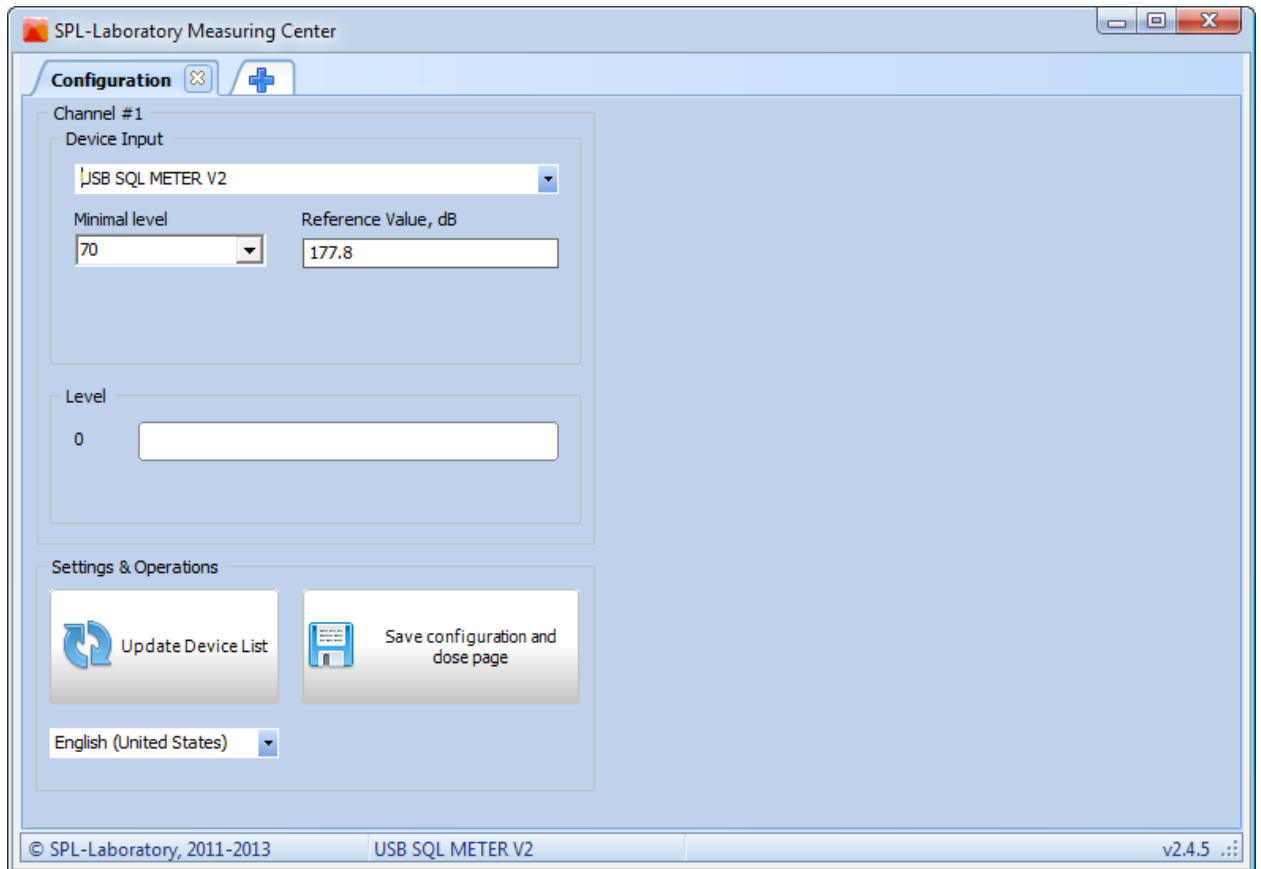 SPL-Laboratory Measuring Center
Configuration
Channel #1
Device Input
USB SQL METER V2
Minimal level
Reference Value, dB
70
177.8
Level
0
Settings & Operations
Update Device List
Save configuration and
close page
English (United States)
© SPL-Laboratory, 2011-2013
USB SQL METER V2
v2.4.5